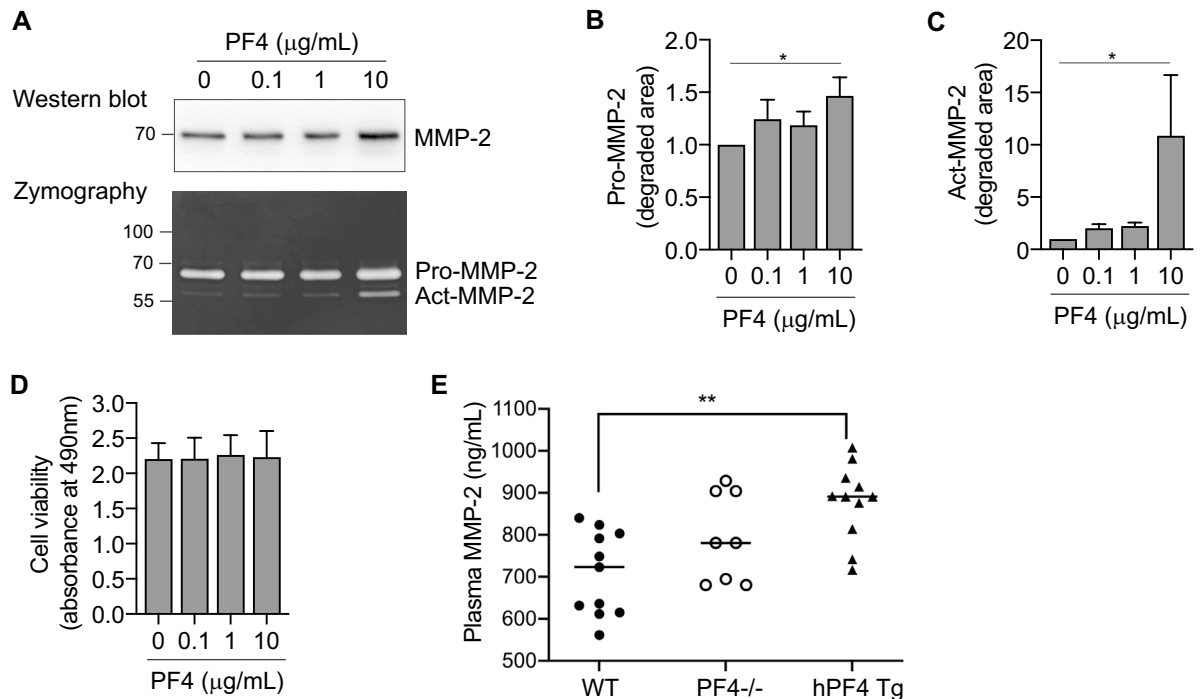 A
PF4 (μg/mL)
0 0.1 1 10
Western blot
70
MMP-2
Zymography
100
70
55
Pro-MMP-2
Act-MMP-2
B
Pro-MMP-2
(degraded area)
2.0
1.5
1.0
0.5
0.0
*
0 0.1 1 10
PF4 (μg/mL)
C
Act-MMP-2
(degraded area)
20
15
10
5
0
*
0 0.1 1 10
PF4 (μg/mL)
D
Cell viability
(absorbance at 490nm)
3.0
2.5
2.0
1.5
1.0
0.5
0.0
0 0.1 1 10
PF4 (μg/mL)
E
Plasma MMP-2 (ng/mL)
1100
1000
900
800
700
600
500
**
WT PF4-/- hPF4 Tg